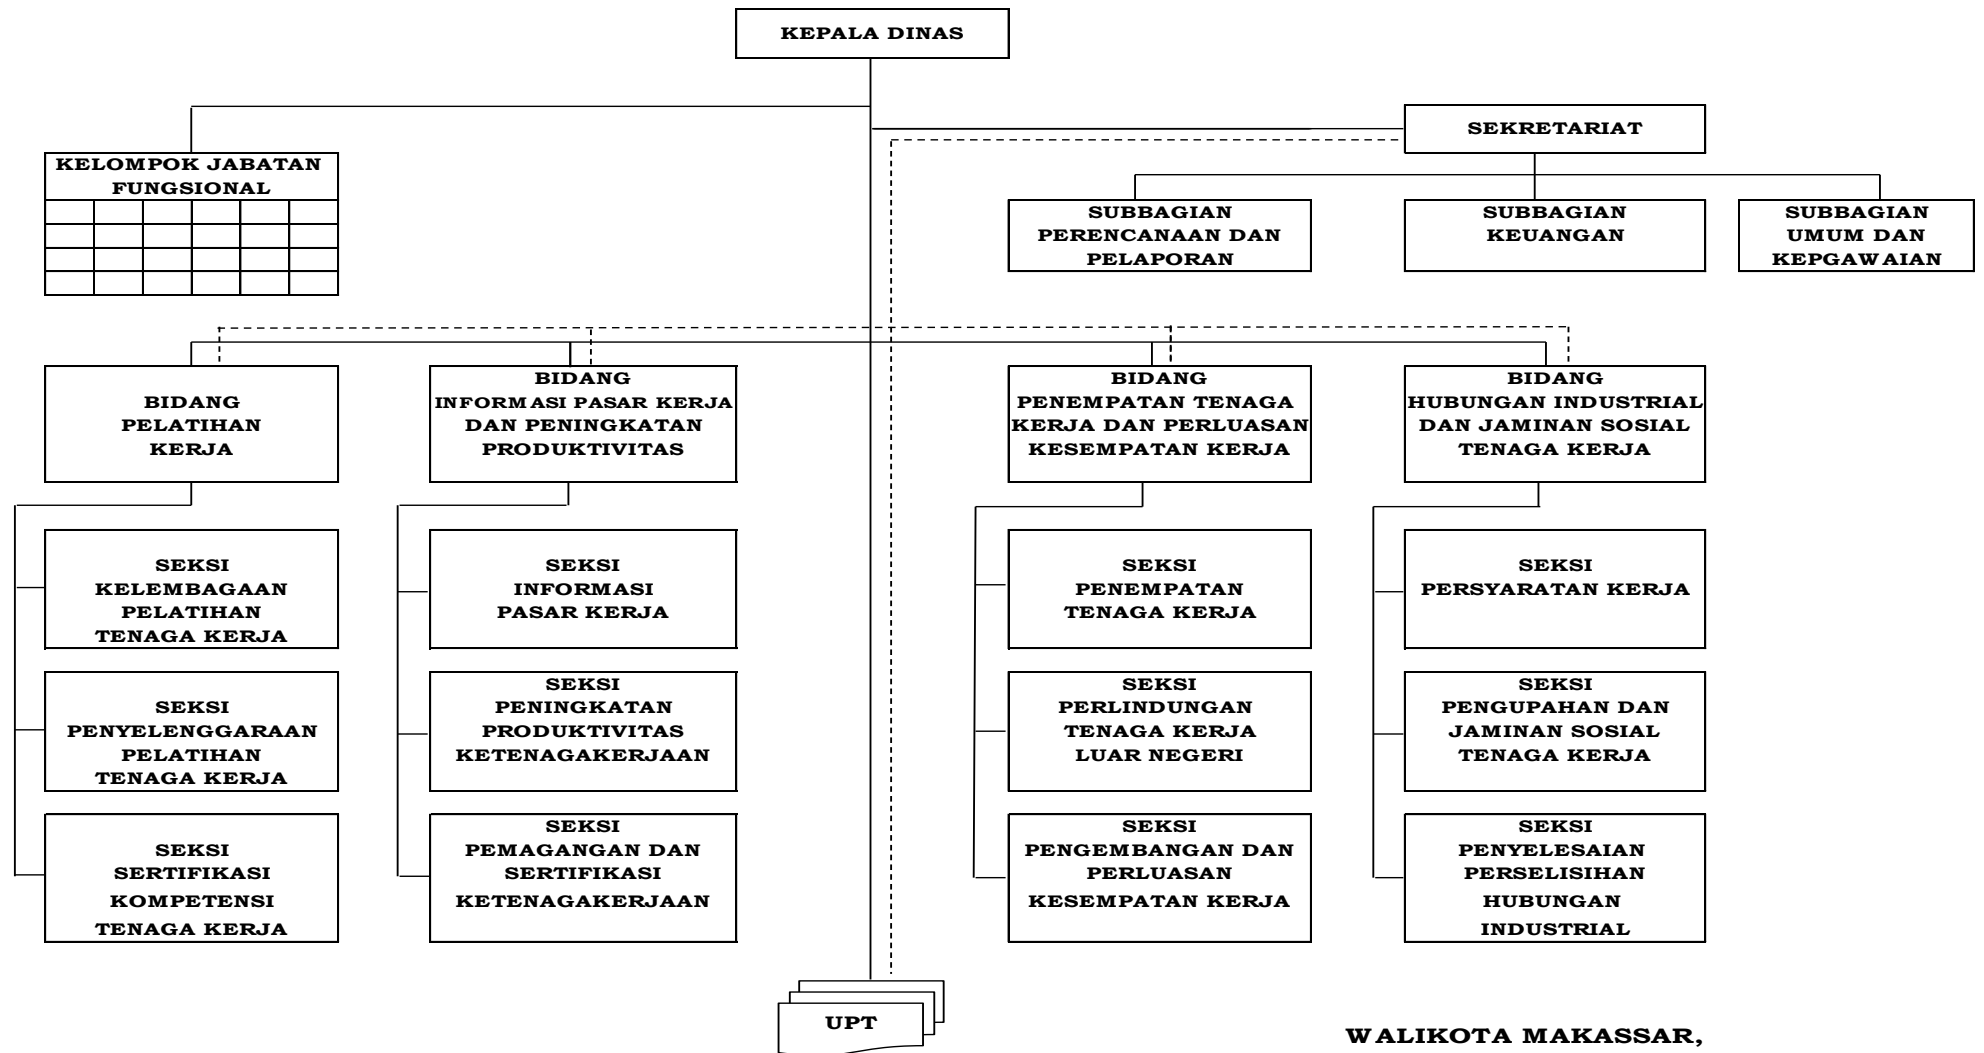 KEPALA DINAS
SEKRETARIAT
KELOMPOK JABATAN
FUNGSIONAL
SUBBAGIAN
PERENCANAAN DAN
PELAPORAN
SUBBAGIAN
KEUANGAN
SUBBAGIAN
UMUM DAN
KEPGAWAIAN
BIDANG
PELATIHAN
KERJA
BIDANG
INFORMASI PASAR KERJA
DAN PENINGKATAN
PRODUKTIVITAS
BIDANG
PENEMPATAN TENAGA
KERJA DAN PERLUASAN
KESEMPATAN KERJA
BIDANG
HUBUNGAN INDUSTRIAL
DAN JAMINAN SOSIAL
TENAGA KERJA
SEKSI
KELEMBAGAAN
PELATIHAN
TENAGA KERJA
SEKSI
INFORMASI
PASAR KERJA
SEKSI
PENEMPATAN
TENAGA KERJA
SEKSI
PERSYARATAN KERJA
SEKSI
PENYELENGGARAAN
PELATIHAN
TENAGA KERJA
SEKSI
PENINGKATAN
PRODUKTIVITAS
KETENAGAKERJAAN
SEKSI
PERLINDUNGAN
TENAGA KERJA
LUAR NEGERI
SEKSI
PENGUPAHAN DAN
JAMINAN SOSIAL
TENAGA KERJA
SEKSI
SERTIFIKASI
KOMPETENSI
TENAGA KERJA
SEKSI
PEMAGANGAN DAN
SERTIFIKASI
KETENAGAKERJAAN
SEKSI
PENGEMBANGAN DAN
PERLUASAN
KESEMPATAN KERJA
SEKSI
PENYELESAIAN
PERSELISIHAN
HUBUNGAN
INDUSTRIAL
UPT
WALIKOTA MAKASSAR,